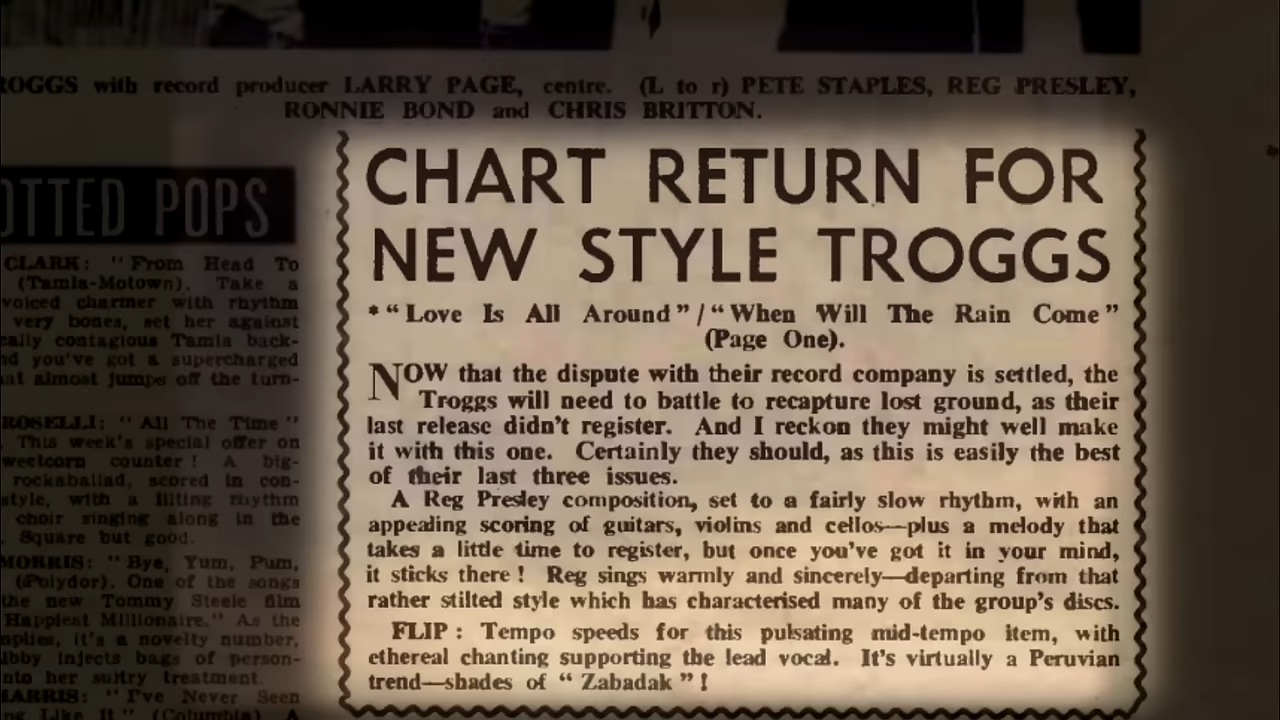 ROGGS with record producer LARRY PAGE, centre. (L to r) PETE STAPLES, REG PRESLEY,
RONNIE BOND and CHRIS BRITTON.
OTTED POPS
CLARK: "From Head To
(Tamla-Motown). Take a
voiced charmer with rhythm
very bones, set her against
cally contagious Tamla back-
nd you've got a supercharged
at almost jumps off the turn-
ROSELLI: "All The Time"
This week's special offer on
weetcorn counter! A big-
rockaballad, scored in con-
style, with a lilting rhythm
choir singing along in the
Square but good.
MORRIS: "Bye, Yum, Pum,
(Polydor). One of the songs
the new Tommy Steele film
Happiest Millionaire." As the
mplies, it's a novelty number,
ibby injects bags of person-
nto her sultry treatment.
HARRIS: "I've Never Seen
ng Like It" (Columbia). A
CHART RETURN FOR
NEW STYLE TROGGS
*"Love Is All Around"/"When Will The Rain Come"
(Page One).
NOW that the dispute with their record company is settled, the
Troggs will need to battle to recapture lost ground, as their
last release didn't register. And I reckon they might well make
it with this one. Certainly they should, as this is easily the best
of their last three issues.
A Reg Presley composition, set to a fairly slow rhythm, with an
appealing scoring of guitars, violins and cellos—plus a melody that
takes a little time to register, but once you've got it in your mind,
it sticks there! Reg sings warmly and sincerely—departing from that
rather stilted style which has characterised many of the group's discs.
FLIP: Tempo speeds for this pulsating mid-tempo item, with
ethereal chanting supporting the lead vocal. It's virtually a Peruvian
trend—shades of "Zabadak"!